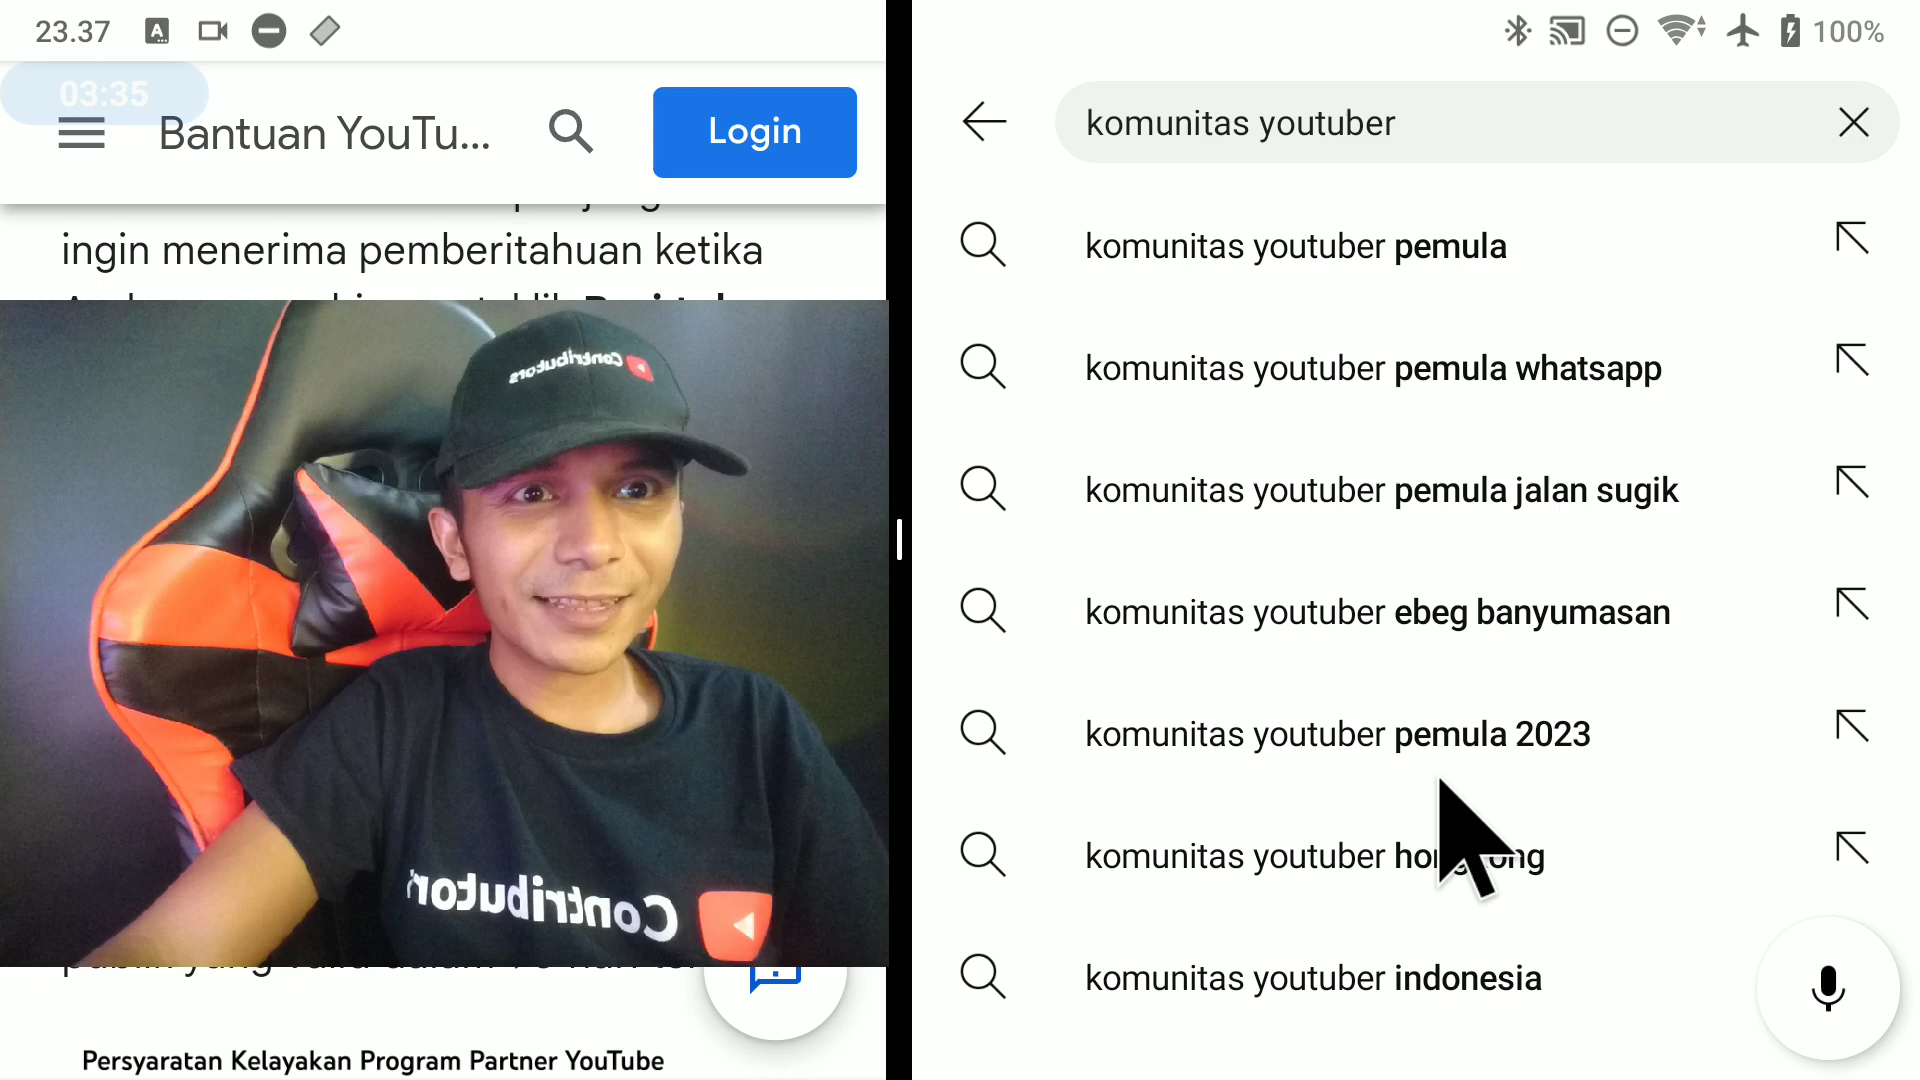 23.37
100%
03:35
Bantuan YouTu...
Login
ingin menerima pemberitahuan ketika
Contributors
Contributors
Persyaratan Kelayakan Program Partner YouTube
komunitas youtuber
komunitas youtuber pemula
komunitas youtuber pemula whatsapp
komunitas youtuber pemula jalan sugik
komunitas youtuber ebeg banyumasan
komunitas youtuber pemula 2023
komunitas youtuber
komunitas youtuber indonesia